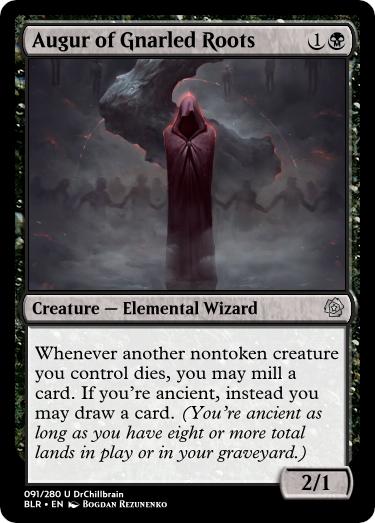 Augur of Gnarled Roots 1
Creature — Elemental Wizard
Whenever another nontoken creature
you control dies, you may mill a
card. If you're ancient, instead you
may draw a card. (You're ancient as
long as you have eight or more total
lands in play or in your graveyard.)
2/1
091/280 U DrChillbrain
BLR • EN Bogdan Rezunenko